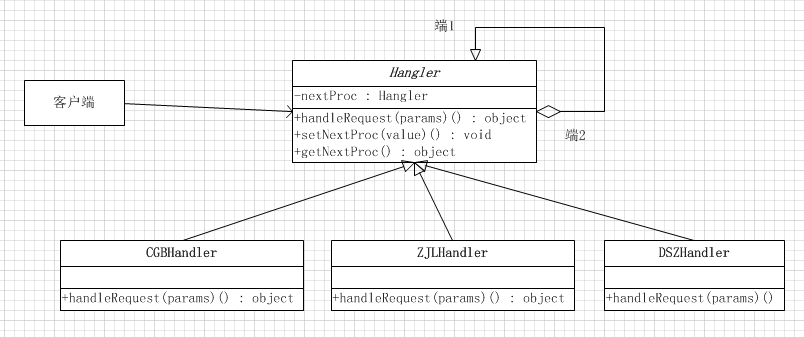 端1
Hangler
-nextProc : Hangler
客户端
+handleRequest(params)() : object
+setNextProc(value)() : void
+getNextProc() : object
端2
CGBHandler
ZJLHandler
DSZHandler
+handleRequest(params)() : object
+handleRequest(params)() : object
+handleRequest(params)()